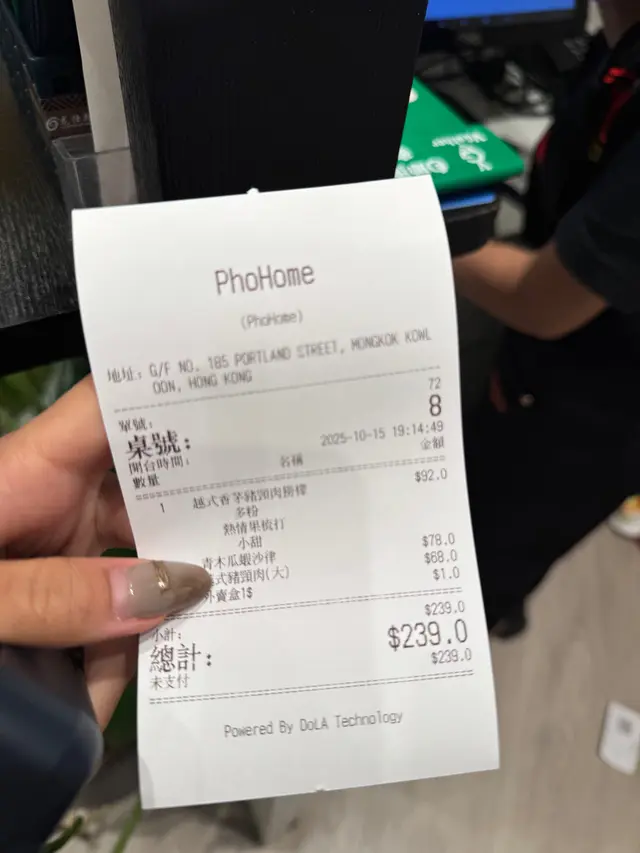 PhoHome
(PhoHome)
地址: G/F NO. 185 PORTLAND STREET, MONGKOK KOWL
OON, HONG KONG
單號: 72
桌號: 8
開台時間: 2025-10-15 19:14:49
數量 名稱 金額
1 越式香茅豬頸肉撈檬 $92.0
多粉
熱情果梳打
小甜
青木瓜蝦沙律 $78.0
式豬頸肉(大) $68.0
外賣盒1$ $1.0
小計: $239.0
總計: $239.0
未支付 $239.0
Powered By DoLA Technology